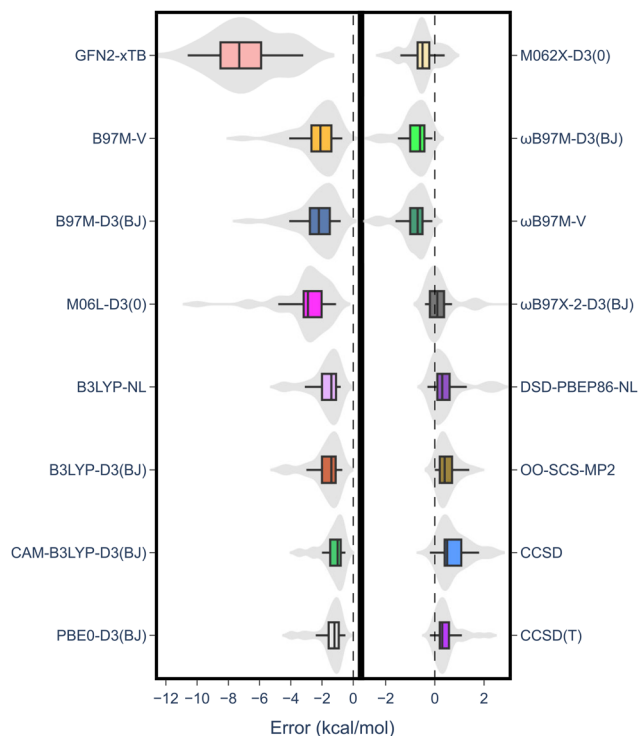 GFN2-xTB
B97M-V
B97M-D3(BJ)
M06L-D3(0)
B3LYP-NL
B3LYP-D3(BJ)
CAM-B3LYP-D3(BJ)
PBE0-D3(BJ)
M062X-D3(0)
ωB97M-D3(BJ)
ωB97M-V
ωB97X-2-D3(BJ)
DSD-PBEP86-NL
OO-SCS-MP2
CCSD
CCSD(T)
−12 −10 −8 −6 −4 −2 0 −2 0 2
Error (kcal/mol)